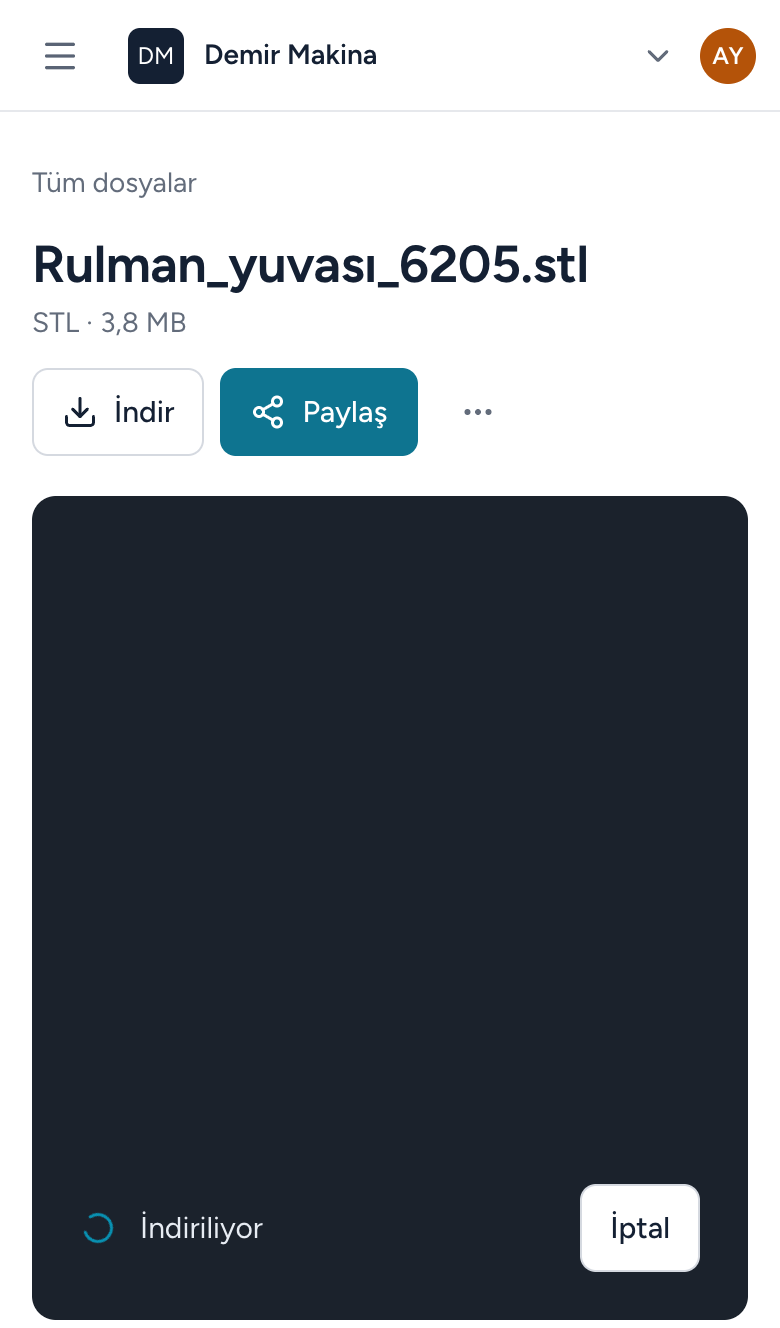 DM Demir Makina AY
Tüm dosyalar
Rulman_yuvası_6205.stl
STL · 3,8 MB
İndir Paylaş
İndiriliyor İptal